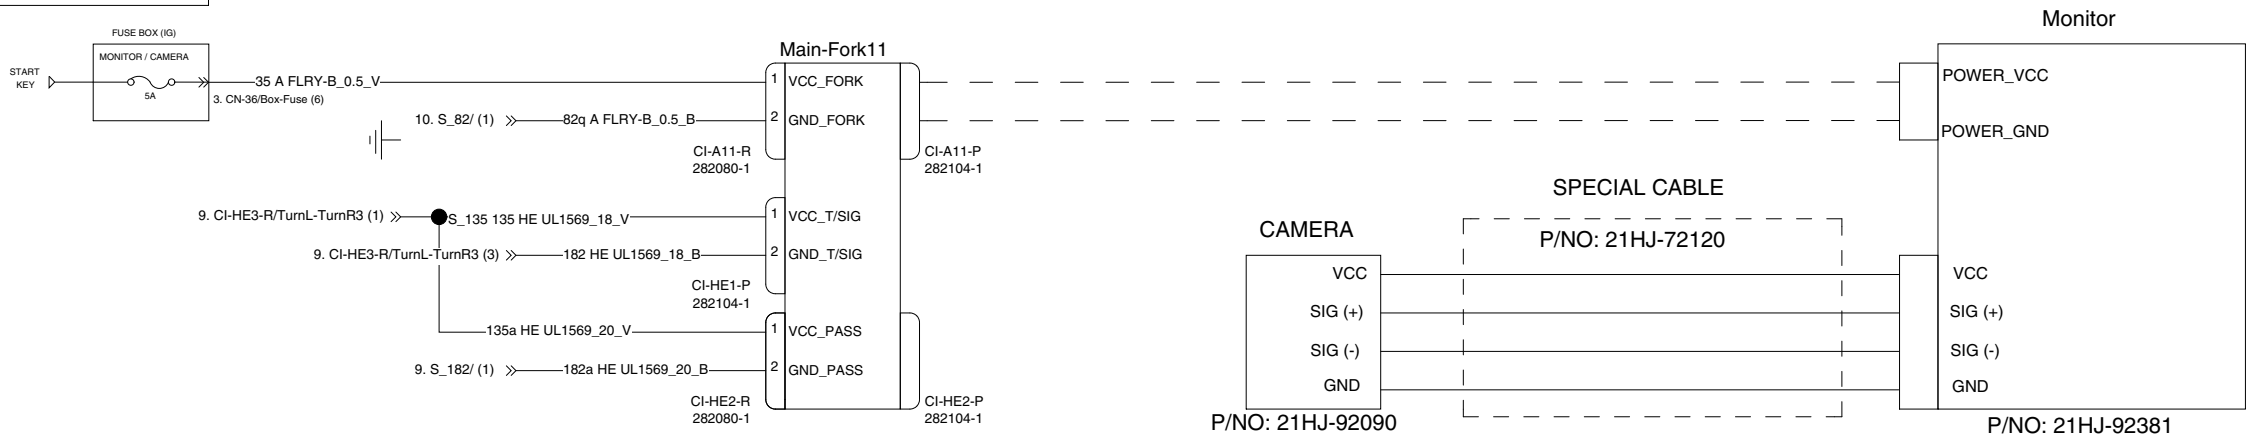 Monitor
FUSE BOX (IG)
MONITOR / CAMERA
START
KEY
5A
35 A FLRY-B_0.5_V
3. CN-36/Box-Fuse (6)
Main-Fork11
1 VCC_FORK
POWER_VCC
10. S_82/ (1)
82q A FLRY-B_0.5_B
2 GND_FORK
POWER_GND
CI-A11-R
282080-1
CI-A11-P
282104-1
9. CI-HE3-R/TurnL-TurnR3 (1)
S_135 135 HE UL1569_18_V
1 VCC_T/SIG
9. CI-HE3-R/TurnL-TurnR3 (3)
182 HE UL1569_18_B
2 GND_T/SIG
CI-HE1-P
282104-1
135a HE UL1569_20_V
1 VCC_PASS
9. S_182/ (1)
182a HE UL1569_20_B
2 GND_PASS
CI-HE2-R
282080-1
CI-HE2-P
282104-1
SPECIAL CABLE
P/NO: 21HJ-72120
CAMERA
VCC
SIG (+)
SIG (-)
GND
P/NO: 21HJ-92090
VCC
SIG (+)
SIG (-)
GND
P/NO: 21HJ-92381